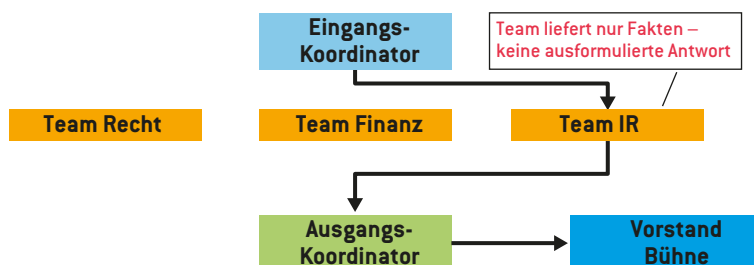 Eingangs-
Koordinator
Team liefert nur Fakten –
keine ausformulierte Antwort
Team Recht
Team Finanz
Team IR
Ausgangs-
Koordinator
Vorstand
Bühne